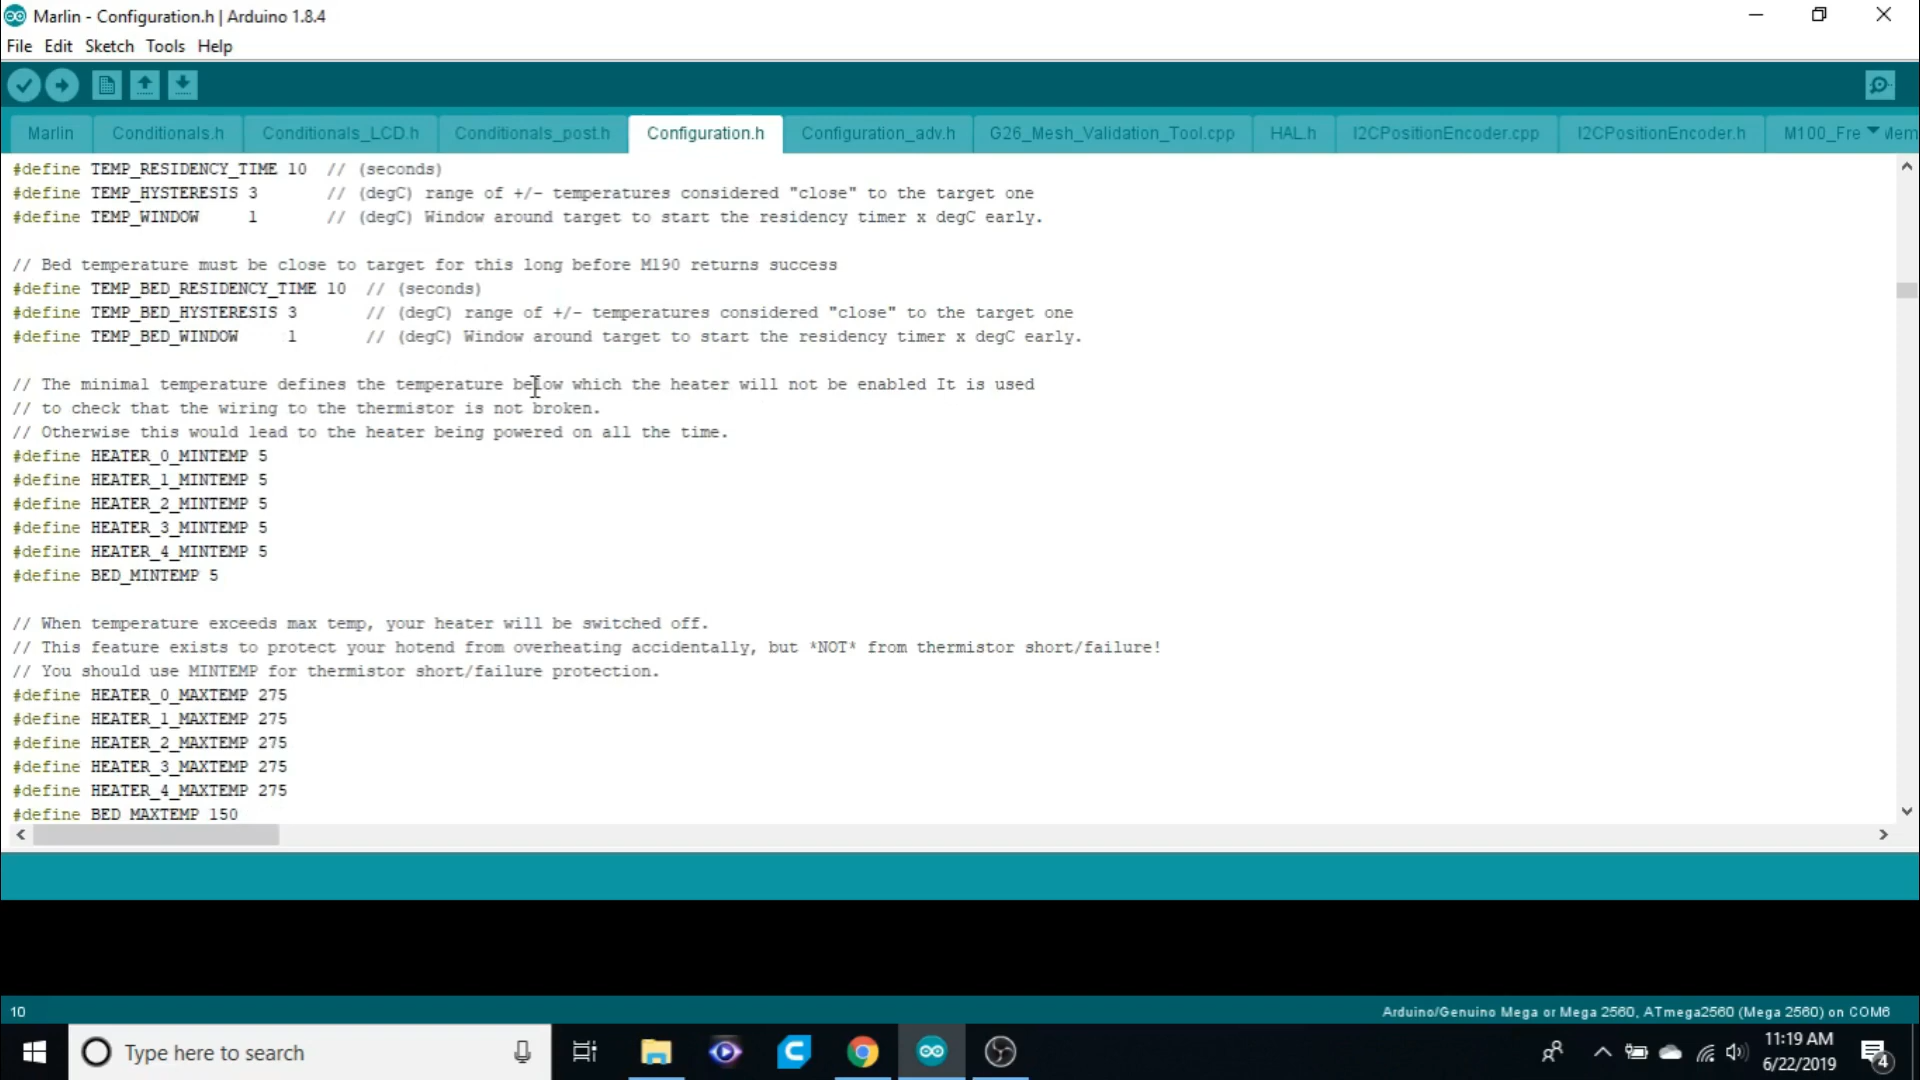 Marlin - Configuration.h | Arduino 1.8.4
File Edit Sketch Tools Help
Marlin Conditionals.h Conditionals_LCD.h Conditionals_post.h Configuration.h Configuration_adv.h G26_Mesh_Validation_Tool.cpp HAL.h I2CPositionEncoder.cpp I2CPositionEncoder.h M100_Fre
#define TEMP_RESIDENCY_TIME 10  // (seconds)
#define TEMP_HYSTERESIS 3       // (degC) range of +/- temperatures considered "close" to the target one
#define TEMP_WINDOW     1       // (degC) Window around target to start the residency timer x degC early.
// Bed temperature must be close to target for this long before M190 returns success
#define TEMP_BED_RESIDENCY_TIME 10  // (seconds)
#define TEMP_BED_HYSTERESIS 3       // (degC) range of +/- temperatures considered "close" to the target one
#define TEMP_BED_WINDOW     1       // (degC) Window around target to start the residency timer x degC early.
// The minimal temperature defines the temperature below which the heater will not be enabled It is used
// to check that the wiring to the thermistor is not broken.
// Otherwise this would lead to the heater being powered on all the time.
#define HEATER_0_MINTEMP 5
#define HEATER_1_MINTEMP 5
#define HEATER_2_MINTEMP 5
#define HEATER_3_MINTEMP 5
#define HEATER_4_MINTEMP 5
#define BED_MINTEMP 5
// When temperature exceeds max temp, your heater will be switched off.
// This feature exists to protect your hotend from overheating accidentally, but *NOT* from thermistor short/failure!
// You should use MINTEMP for thermistor short/failure protection.
#define HEATER_0_MAXTEMP 275
#define HEATER_1_MAXTEMP 275
#define HEATER_2_MAXTEMP 275
#define HEATER_3_MAXTEMP 275
#define HEATER_4_MAXTEMP 275
#define BED_MAXTEMP 150
10 Arduino/Genuino Mega or Mega 2560, ATmega2560 (Mega 2560) on COM6
Type here to search
11:19 AM
6/22/2019
4